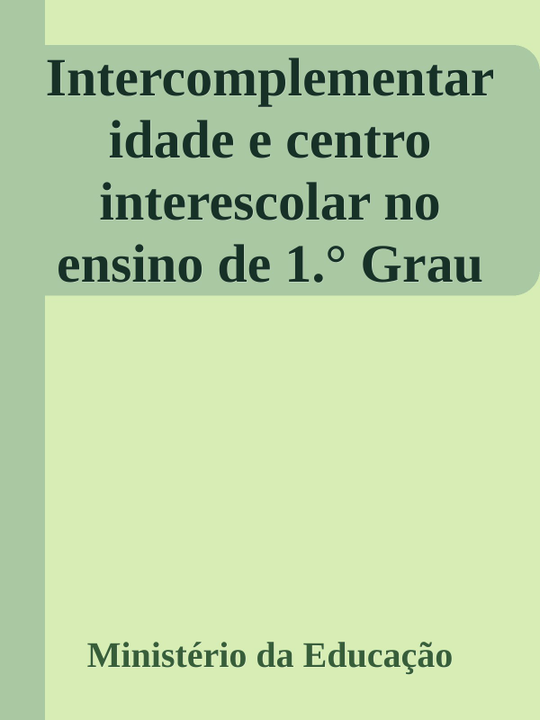 Intercomplementar
idade e centro
interescolar no
ensino de 1.° Grau
Ministério da Educação